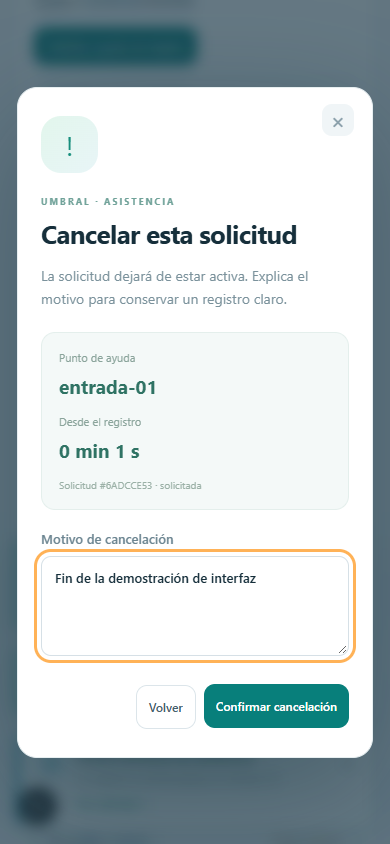 !
×
UMBRAL · ASISTENCIA
Cancelar esta solicitud
La solicitud dejará de estar activa. Explica el
motivo para conservar un registro claro.
Punto de ayuda
entrada-01
Desde el registro
0 min 1 s
Solicitud #6ADCCE53 · solicitada
Motivo de cancelación
Fin de la demostración de interfaz
Volver
Confirmar cancelación